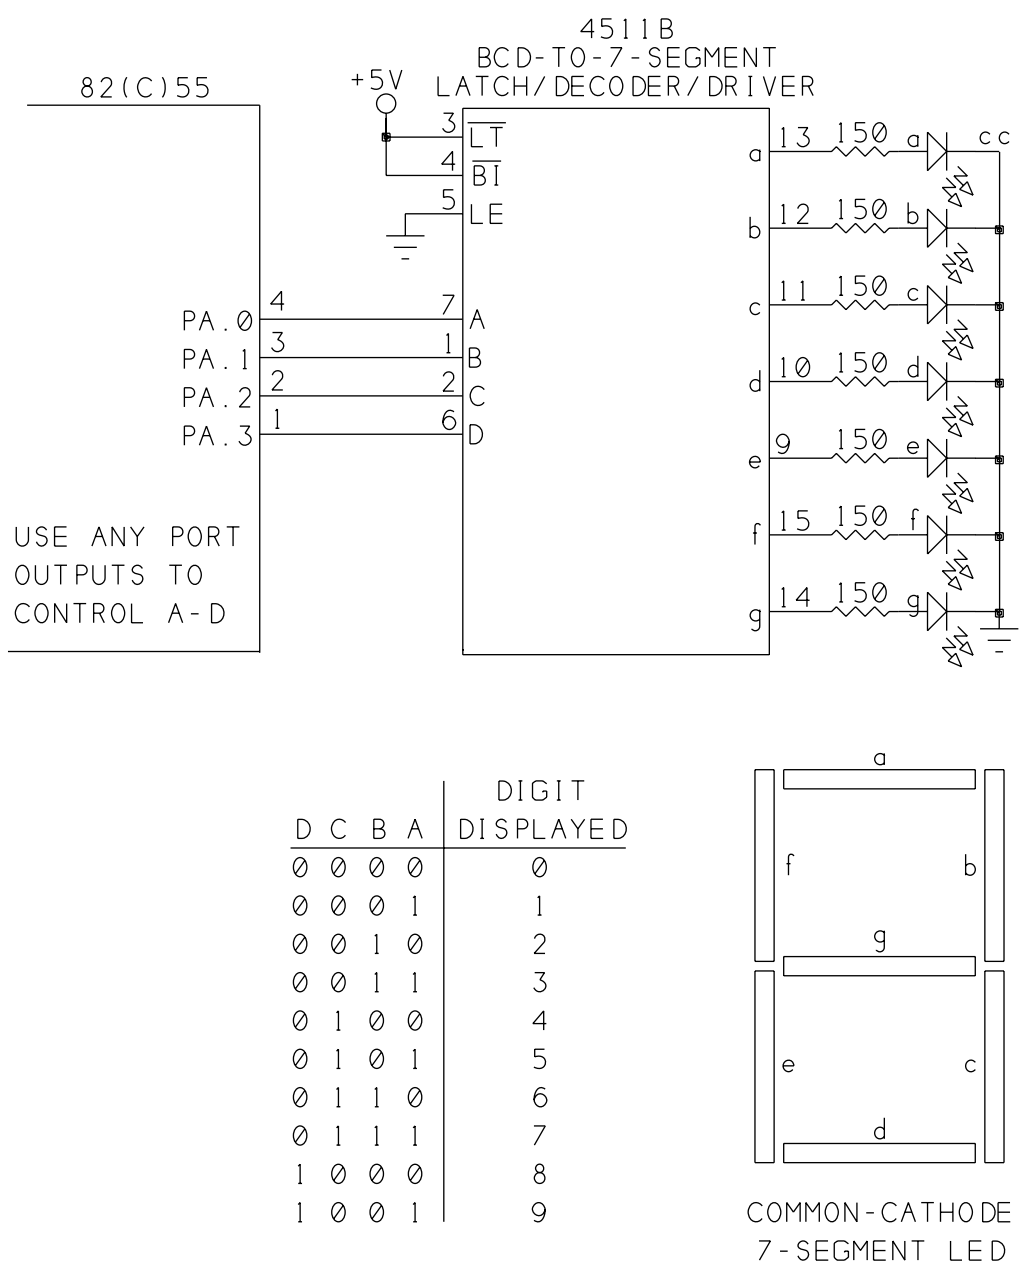 4511B
BCD-TO-7-SEGMENT
LATCH/DECODER/DRIVER
82(C)55
+5V
3 LT
4 BI
5 LE
PA.0 4 7 A
PA.1 3 1 B
PA.2 2 2 C
PA.3 1 6 D
USE ANY PORT
OUTPUTS TO
CONTROL A-D
a 13 150 a cc
b 12 150 b
c 11 150 c
d 10 150 d
e 9 150 e
f 15 150 f
g 14 150 g
DIGIT
D C B A DISPLAYED
0 0 0 0 0
0 0 0 1 1
0 0 1 0 2
0 0 1 1 3
0 1 0 0 4
0 1 0 1 5
0 1 1 0 6
0 1 1 1 7
1 0 0 0 8
1 0 0 1 9
a
f b
g
e c
d
COMMON-CATHODE
7-SEGMENT LED